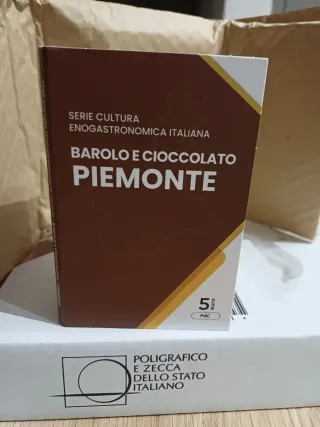 SERIE CULTURA
ENOGASTRONOMICA ITALIANA
BAROLO E CIOCCOLATO
PIEMONTE
5 euro
FDC
POLIGRAFICO
E ZECCA
DELLO STATO
ITALIANO